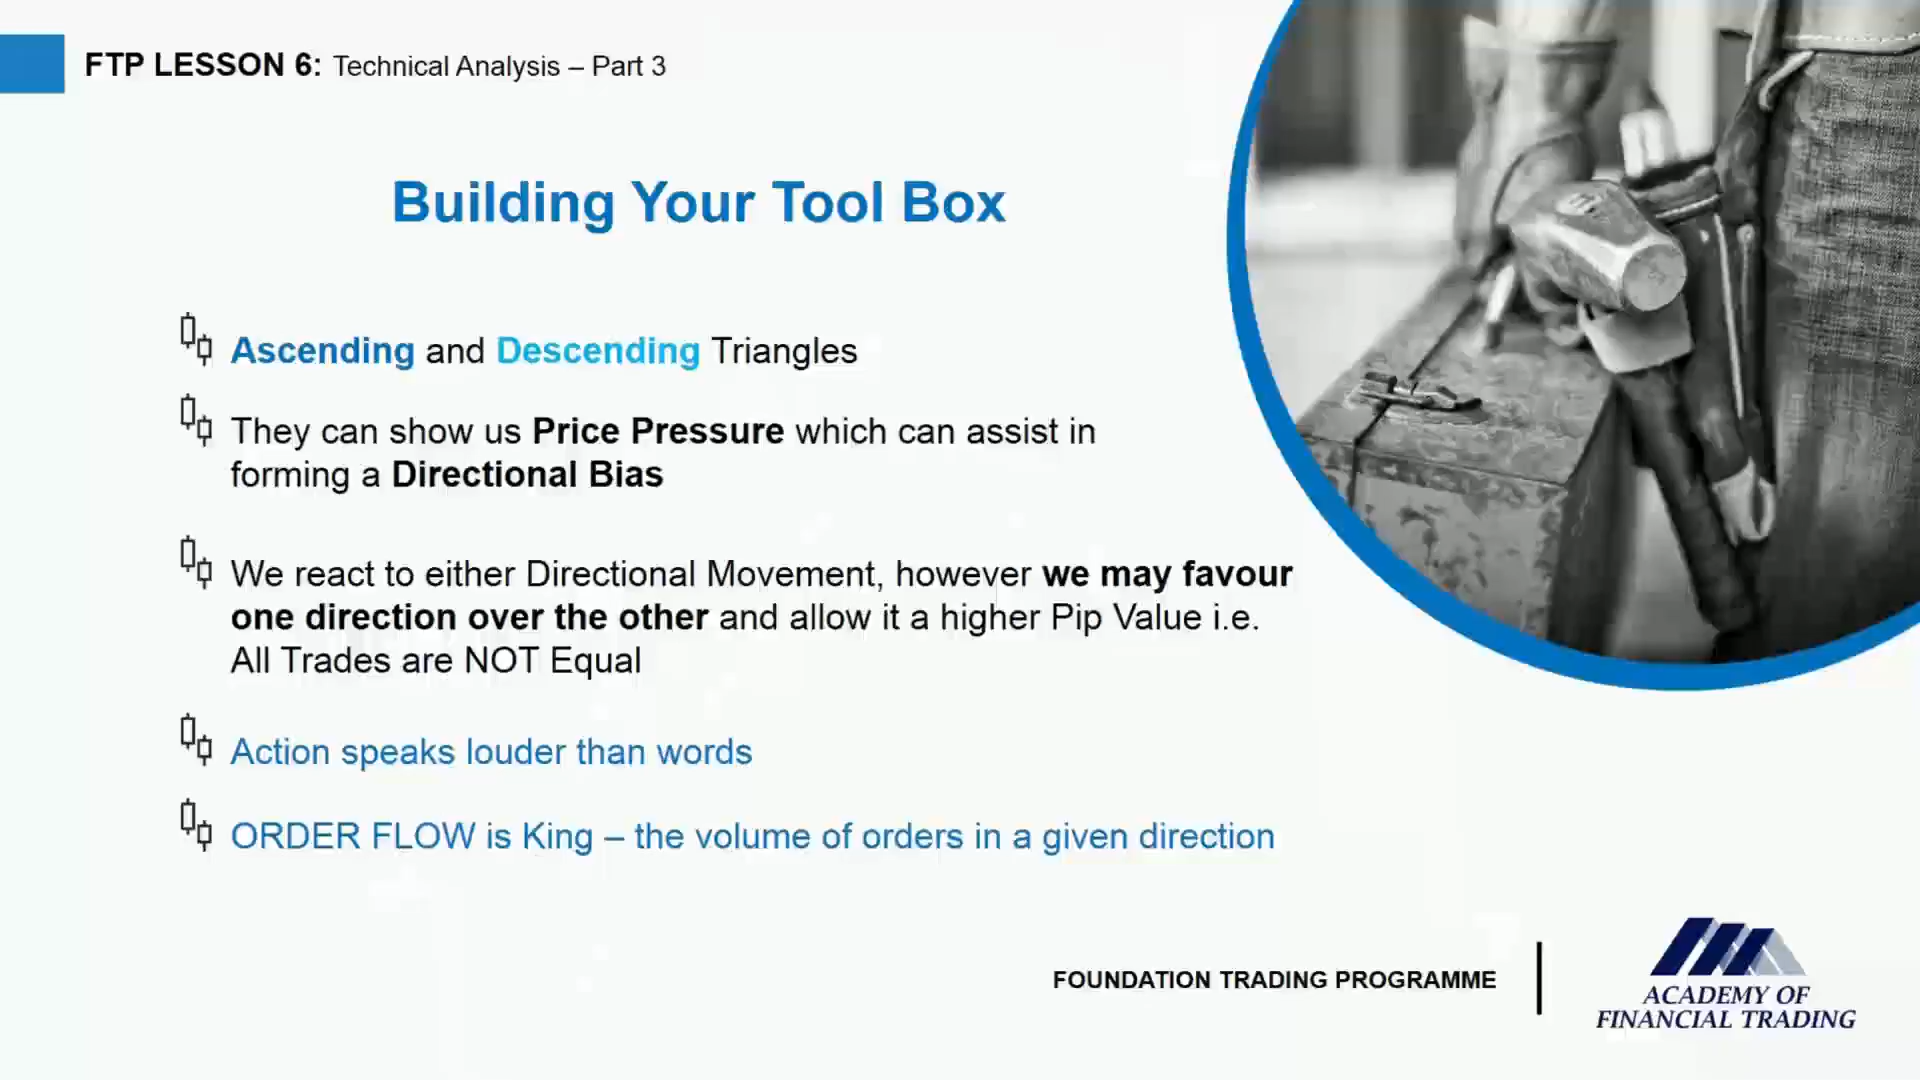 FTP LESSON 6: Technical Analysis – Part 3
Building Your Tool Box
Ascending and Descending Triangles
They can show us Price Pressure which can assist in
forming a Directional Bias
We react to either Directional Movement, however we may favour
one direction over the other and allow it a higher Pip Value i.e.
All Trades are NOT Equal
Action speaks louder than words
ORDER FLOW is King – the volume of orders in a given direction
FOUNDATION TRADING PROGRAMME
ACADEMY OF
FINANCIAL TRADING